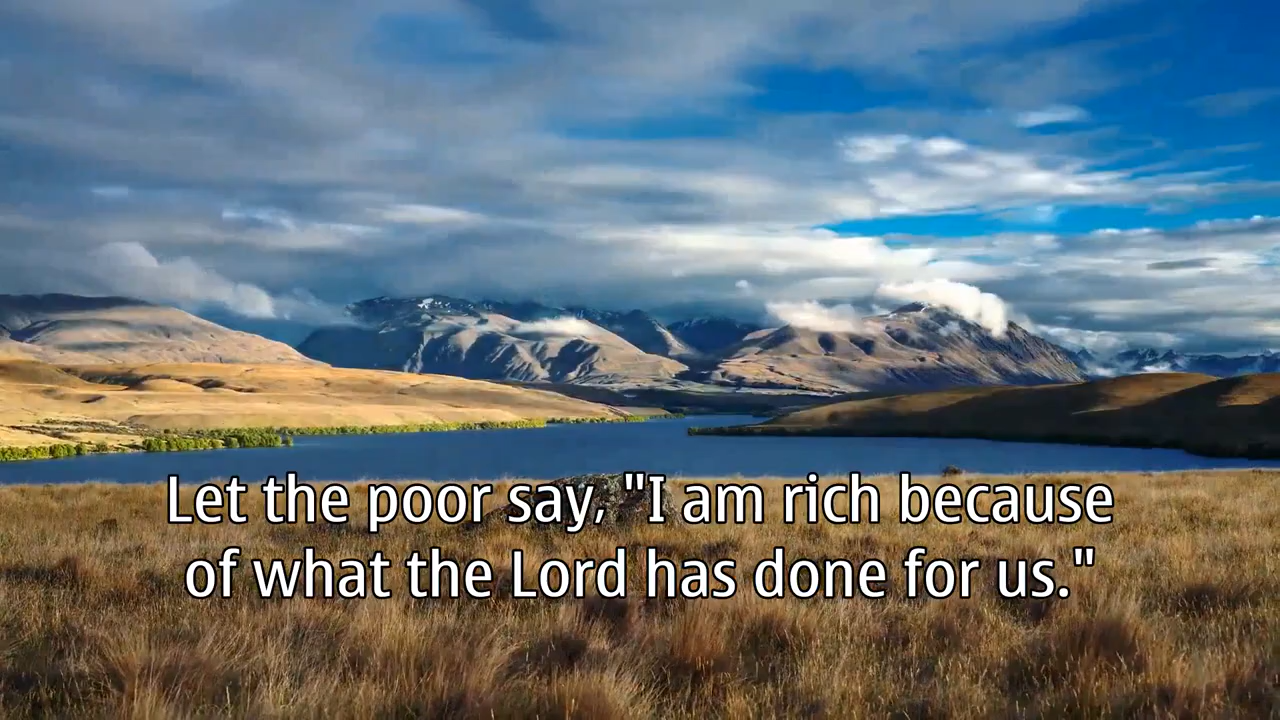 Let the poor say, "I am rich because
of what the Lord has done for us."